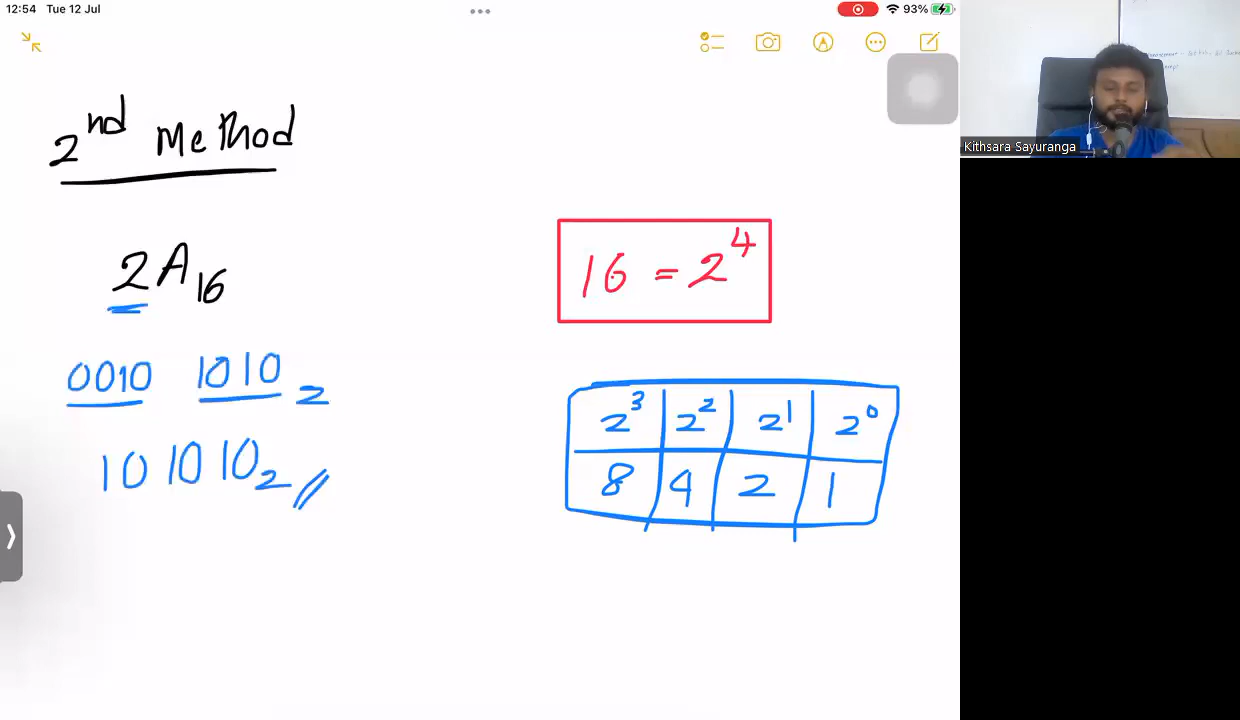 12:54 Tue 12 Jul
93%
2nd Method
2A16
16 = 2^4
0010 1010 2
101010 2
2^3 2^2 2^1 2^0
8 4 2 1
Kithsara Sayuranga